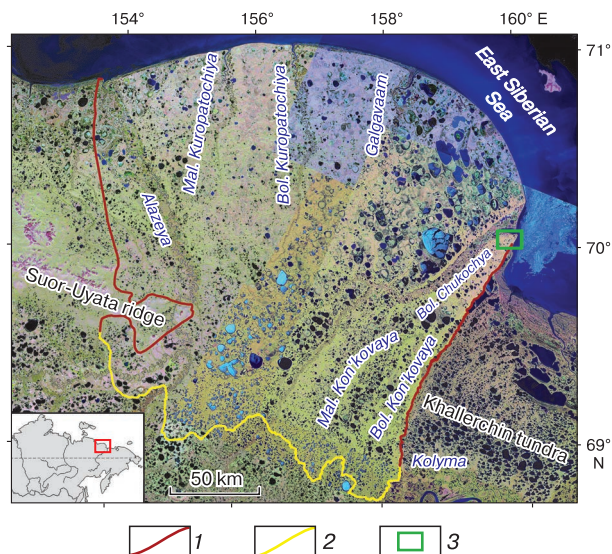 154° 156° 158° 160° E
71°
East Siberian
Sea
Mal. Kuropatochiya
Bol. Kuropatochiya
Galgavaam
Alazeya
70°
Suor-Uyata ridge
Bol. Chukochya
Mal. Kon'kovaya
Bol. Kon'kovaya
Khallerchin tundra
Kolyma
69°
N
50 km
1 2 3